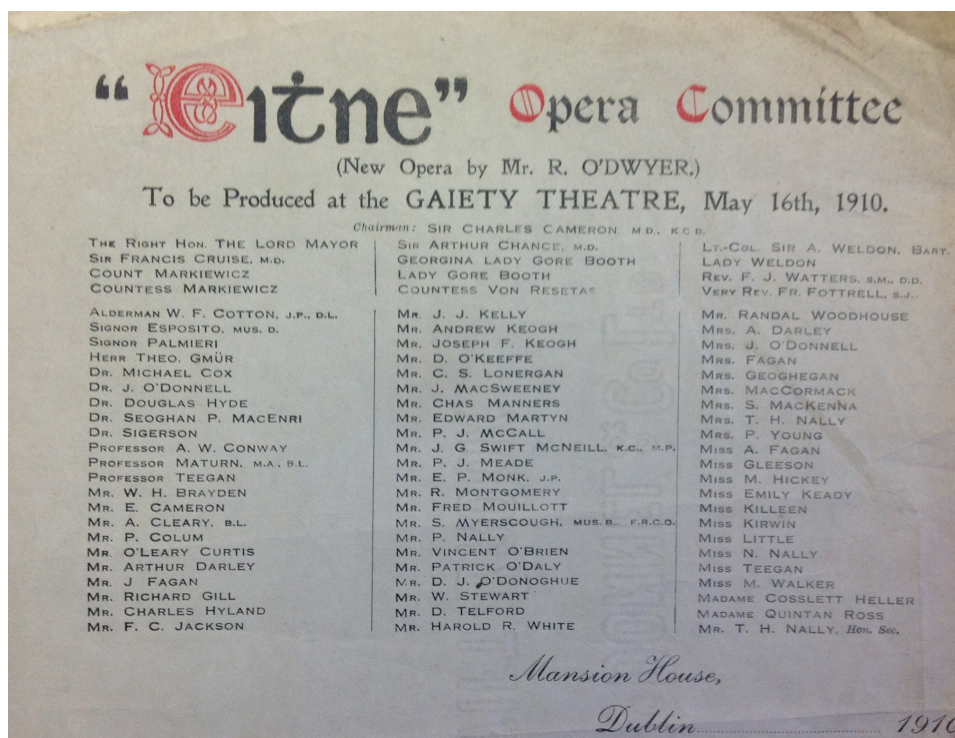 "Eiṫne" Opera Committee
(New Opera by Mr. R. O'DWYER.)
To be Produced at the GAIETY THEATRE, May 16th, 1910.
Chairman: SIR CHARLES CAMERON, M.D., K.C.B.
THE RIGHT HON. THE LORD MAYOR
SIR FRANCIS CRUISE, M.D.
COUNT MARKIEWICZ
COUNTESS MARKIEWICZ
SIR ARTHUR CHANCE, M.D.
GEORGINA LADY GORE BOOTH
LADY GORE BOOTH
COUNTESS VON RESETAS
LT.-COL. SIR A. WELDON, BART.
LADY WELDON
REV. F. J. WATTERS, S.M., D.D.
VERY REV. FR. FOTTRELL, S.J.
ALDERMAN W. F. COTTON, J.P., D.L.
SIGNOR ESPOSITO, MUS. D.
SIGNOR PALMIERI
HERR THEO. GMÜR
DR. MICHAEL COX
DR. J. O'DONNELL
DR. DOUGLAS HYDE
DR. SEOGHAN P. MACENRI
DR. SIGERSON
PROFESSOR A. W. CONWAY
PROFESSOR MATURN, M.A., B.L.
PROFESSOR TEEGAN
MR. W. H. BRAYDEN
MR. E. CAMERON
MR. A. CLEARY, B.L.
MR. P. COLUM
MR. O'LEARY CURTIS
MR. ARTHUR DARLEY
MR. J FAGAN
MR. RICHARD GILL
MR. CHARLES HYLAND
MR. F. C. JACKSON
MR. J. J. KELLY
MR. ANDREW KEOGH
MR. JOSEPH F. KEOGH
MR. D. O'KEEFFE
MR. C. S. LONERGAN
MR. J. MACSWEENEY
MR. CHAS MANNERS
MR. EDWARD MARTYN
MR. P. J. MCCALL
MR. J. G. SWIFT MCNEILL, K.C., M.P.
MR. P. J. MEADE
MR. E. P. MONK, J.P.
MR. R. MONTGOMERY
MR. FRED MOUILLOTT
MR. S. MYERSCOUGH, MUS. B., F.R.C.O.
MR. P. NALLY
MR. VINCENT O'BRIEN
MR. PATRICK O'DALY
MR. D. J. O'DONOGHUE
MR. W. STEWART
MR. D. TELFORD
MR. HAROLD R. WHITE
MR. RANDAL WOODHOUSE
MRS. A. DARLEY
MRS. J. O'DONNELL
MRS. FAGAN
MRS. GEOGHEGAN
MRS. MACCORMACK
MRS. S. MACKENNA
MRS. T. H. NALLY
MRS. P. YOUNG
MISS A. FAGAN
MISS GLEESON
MISS M. HICKEY
MISS EMILY KEADY
MISS KILLEEN
MISS KIRWIN
MISS LITTLE
MISS N. NALLY
MISS TEEGAN
MISS M. WALKER
MADAME COSSLETT HELLER
MADAME QUINTAN ROSS
MR. T. H. NALLY, Hon. Sec.
Mansion House,
Dublin 1910